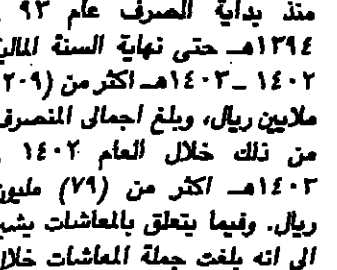 منذ بداية الصرف عام ٩٣
١٣٩٤هـ حتى نهاية السنة المالية
١٤٠٢ _ ١٤٠٣هـ اكثر من (٢٠٩)
ملايين ريال، وبلغ اجمالى المنصرف
من ذلك خلال العام ١٤٠٢
١٤٠٣هـ اكثر من (٧٩) مليون
ريال. وفيما يتعلق بالمعاشات يشير
الى انه بلغت جملة المعاشات خلال